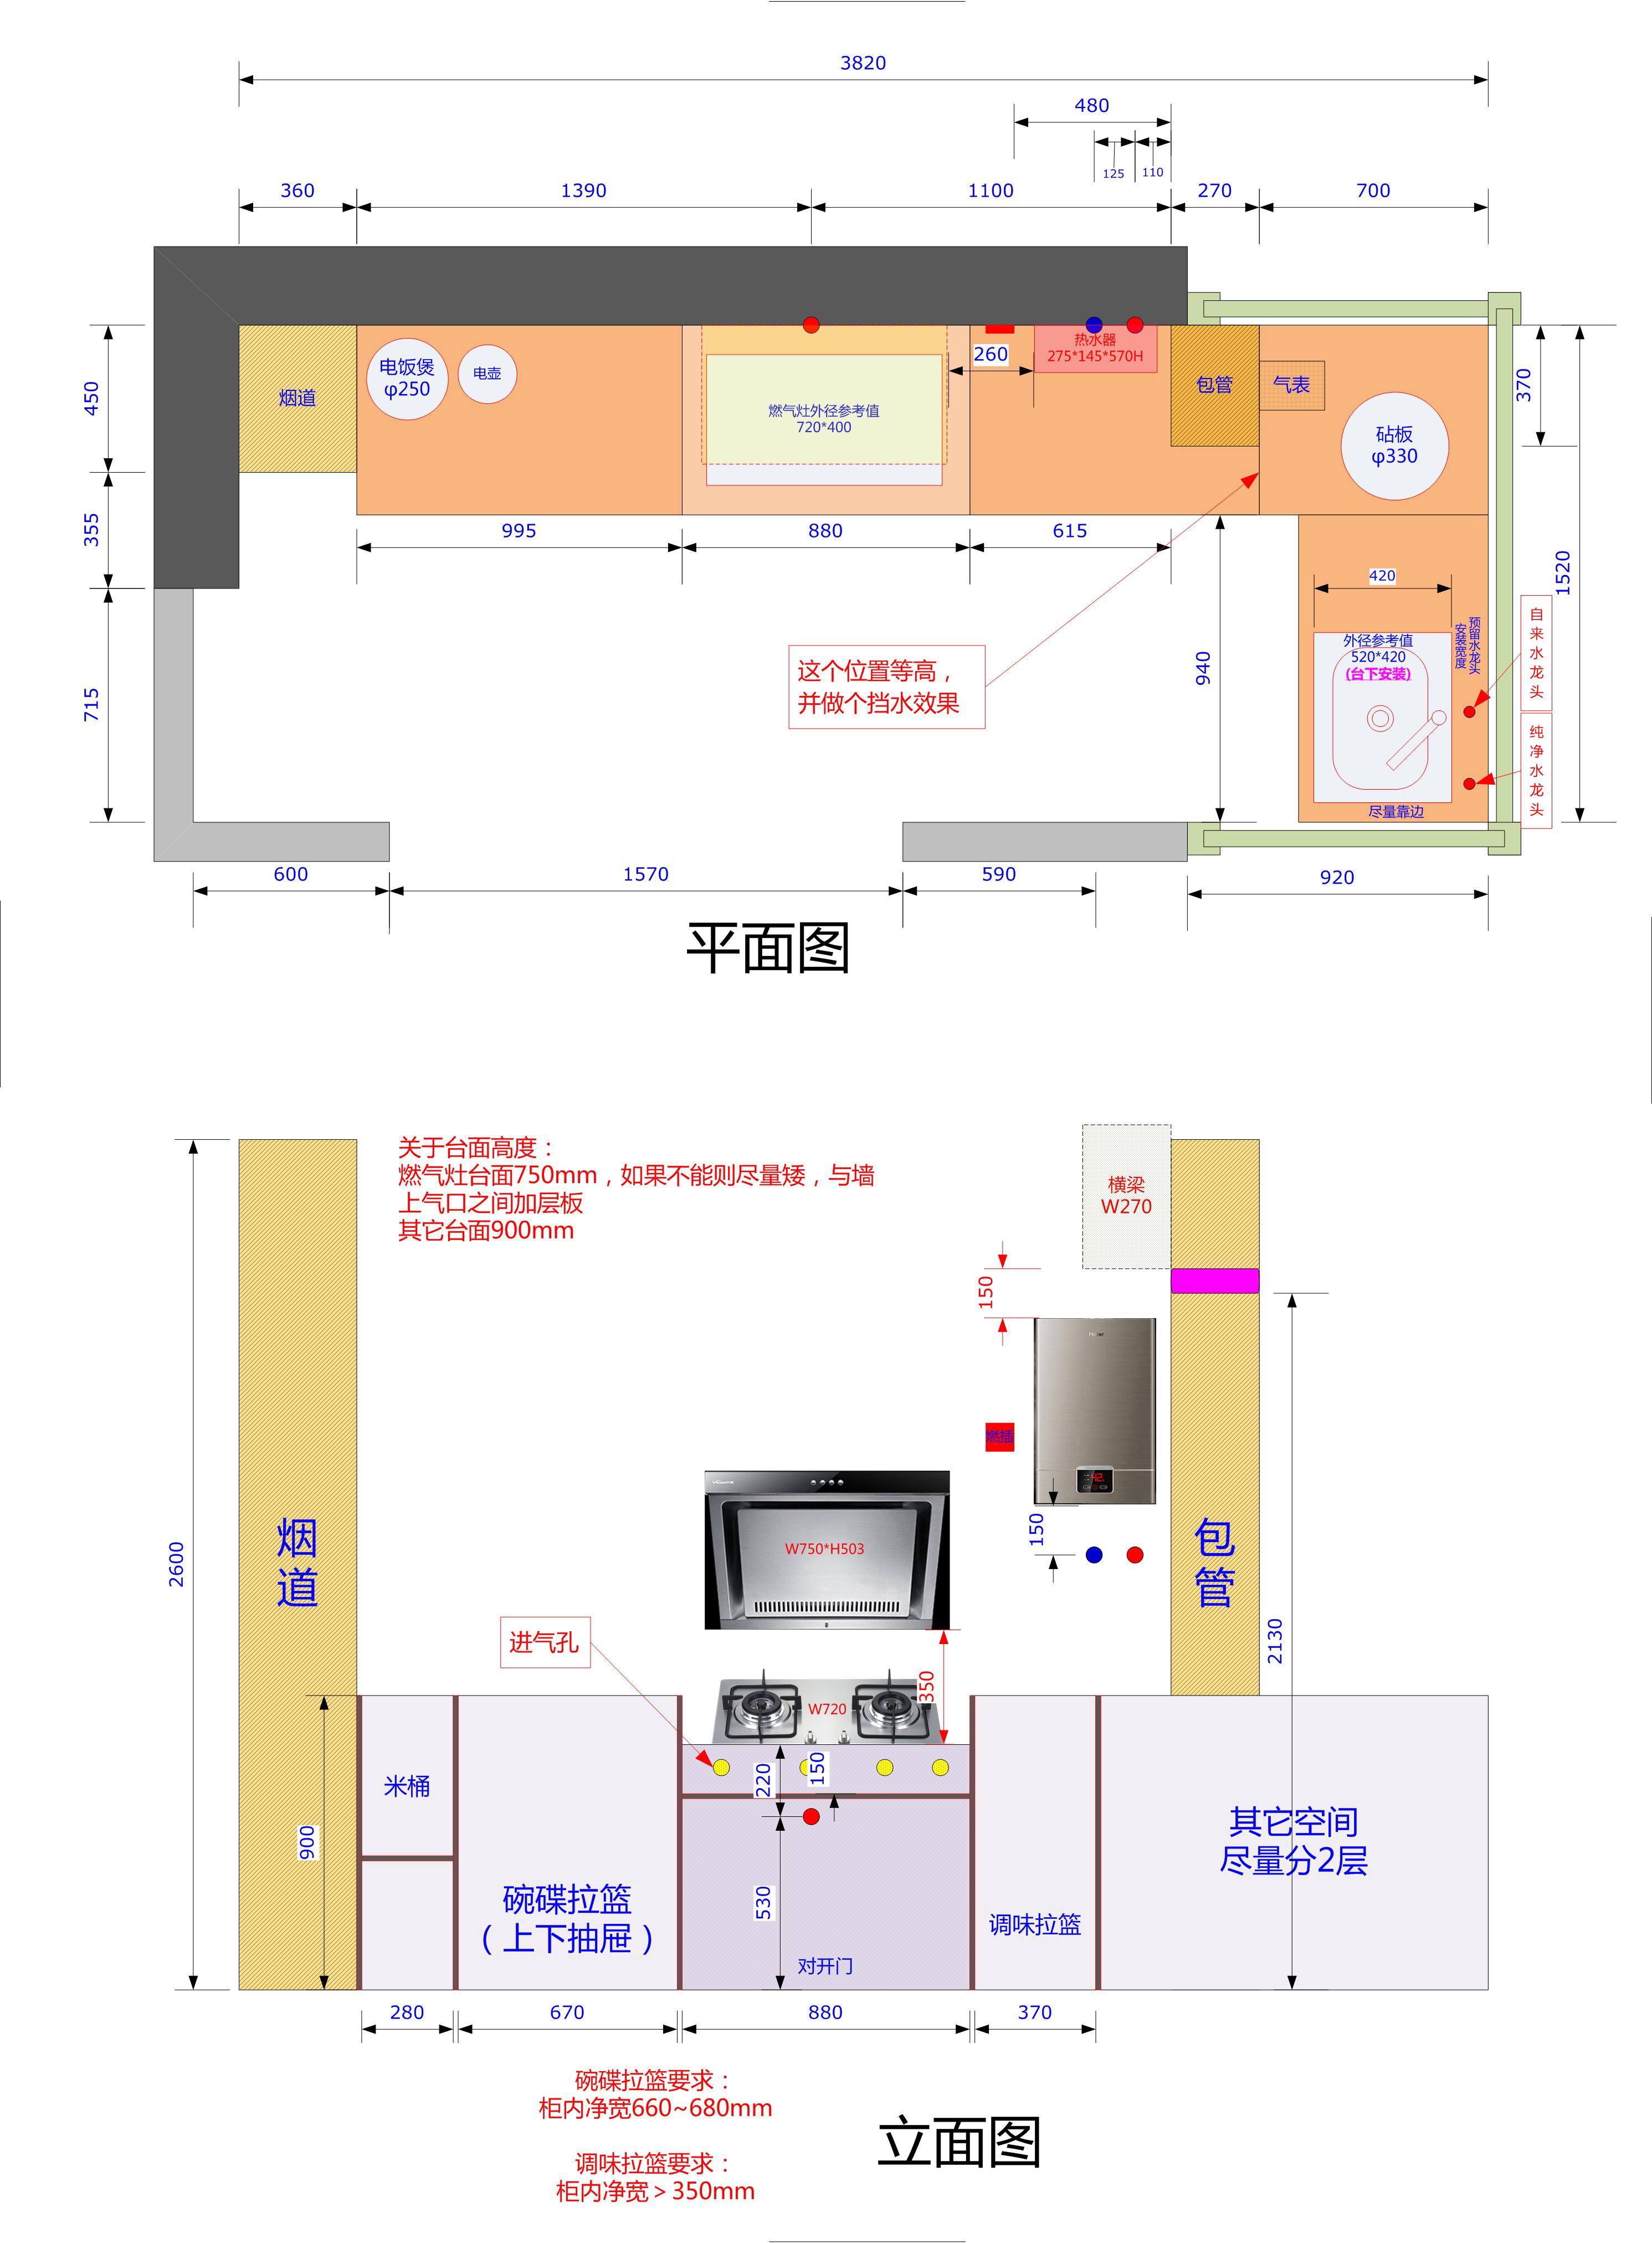 3820
480
125
110
360
1390
1100
270
700
热水器
275*145*570H
260
450
烟道
电饭煲
φ250
电壶
燃气灶外径参考值
720*400
包管
气表
370
砧板
φ330
355
995
880
615
1520
420
715
这个位置等高，
并做个挡水效果
940
外径参考值
520*420
(台下安装)
预留水龙头
安装宽度
自来水龙头
纯净水龙头
尽量靠边
600
1570
590
920
平面图
关于台面高度：
燃气灶台面750mm，如果不能则尽量矮，与墙
上气口之间加层板
其它台面900mm
横梁
W270
150
燃插
42
W750*H503
150
2600
烟道
包管
进气孔
2130
350
W720
米桶
220
150
900
其它空间
尽量分2层
碗碟拉篮
（上下抽屉）
530
调味拉篮
对开门
280
670
880
370
碗碟拉篮要求：
柜内净宽660~680mm
调味拉篮要求：
柜内净宽＞350mm
立面图